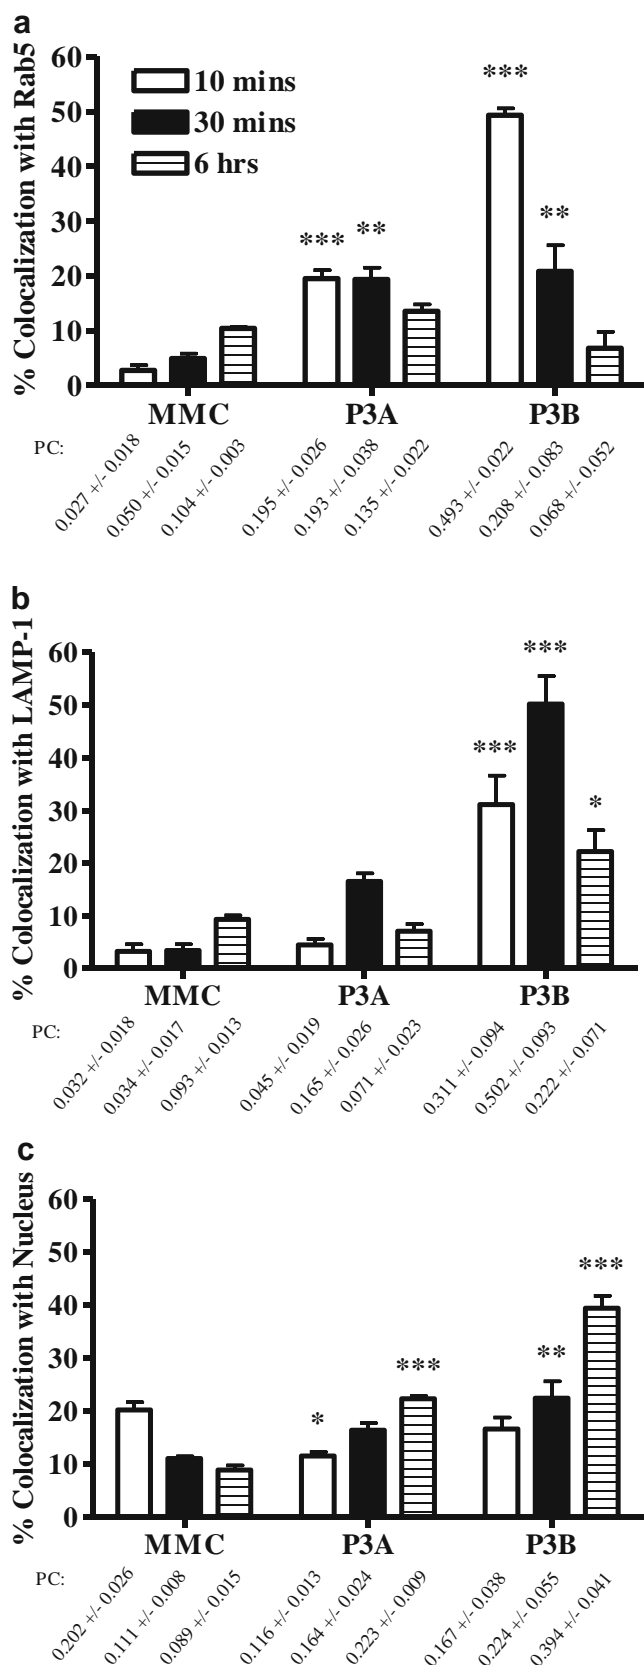 a
% Colocalization with Rab5
60
50
40
30
20
10
0
10 mins
30 mins
6 hrs
*** ** *** **
MMC P3A P3B
PC:
0.027 +/- 0.018
0.050 +/- 0.015
0.104 +/- 0.003
0.195 +/- 0.026
0.193 +/- 0.038
0.135 +/- 0.022
0.493 +/- 0.022
0.208 +/- 0.083
0.068 +/- 0.052
b
% Colocalization with LAMP-1
60
50
40
30
20
10
0
*** *** *
MMC P3A P3B
PC:
0.032 +/- 0.018
0.034 +/- 0.017
0.093 +/- 0.013
0.045 +/- 0.019
0.165 +/- 0.026
0.071 +/- 0.023
0.311 +/- 0.094
0.502 +/- 0.093
0.222 +/- 0.071
c
% Colocalization with Nucleus
60
50
40
30
20
10
0
* *** ** ***
MMC P3A P3B
PC:
0.202 +/- 0.026
0.111 +/- 0.008
0.089 +/- 0.015
0.116 +/- 0.013
0.164 +/- 0.024
0.223 +/- 0.009
0.167 +/- 0.038
0.224 +/- 0.055
0.394 +/- 0.041